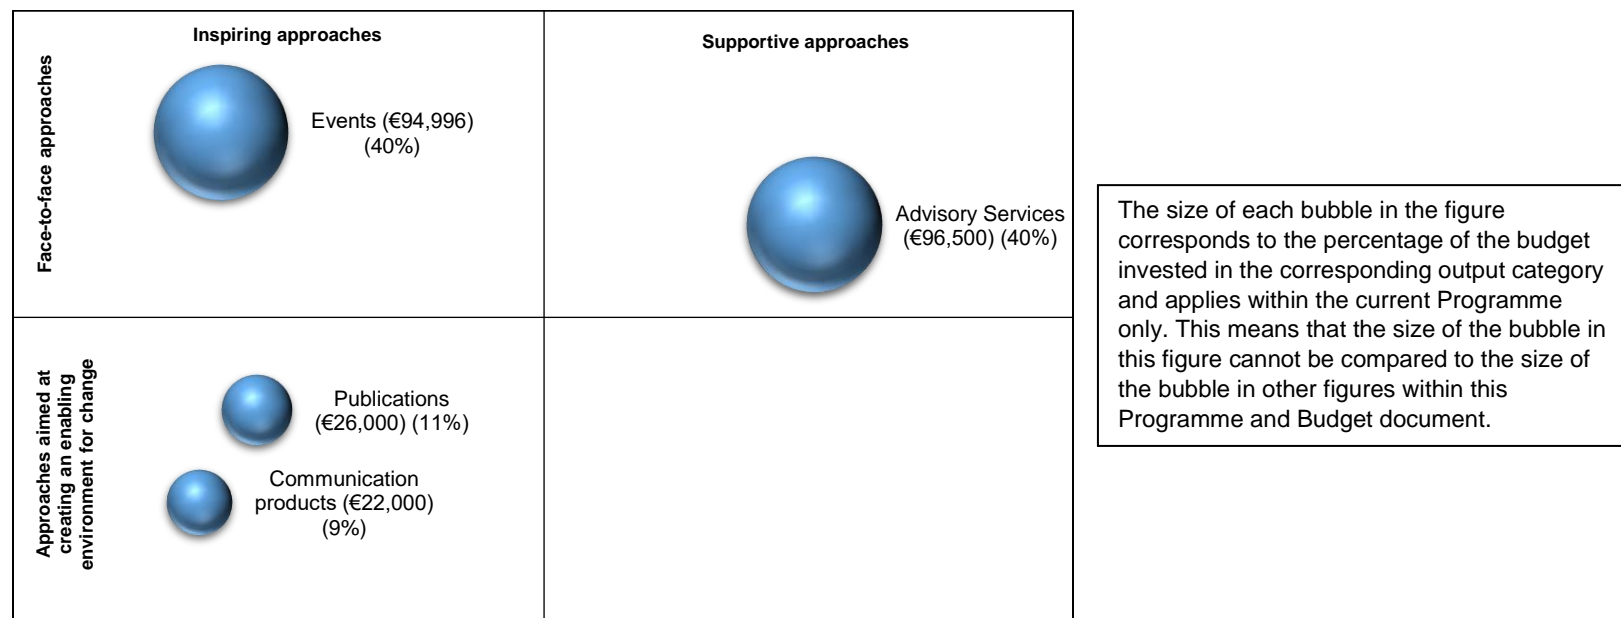 Inspiring approaches
Supportive approaches
Face-to-face approaches
Events (€94,996)
(40%)
Advisory Services
(€96,500) (40%)
Approaches aimed at
creating an enabling
environment for change
Publications
(€26,000) (11%)
Communication
products (€22,000)
(9%)
The size of each bubble in the figure
corresponds to the percentage of the budget
invested in the corresponding output category
and applies within the current Programme
only. This means that the size of the bubble in
this figure cannot be compared to the size of
the bubble in other figures within this
Programme and Budget document.